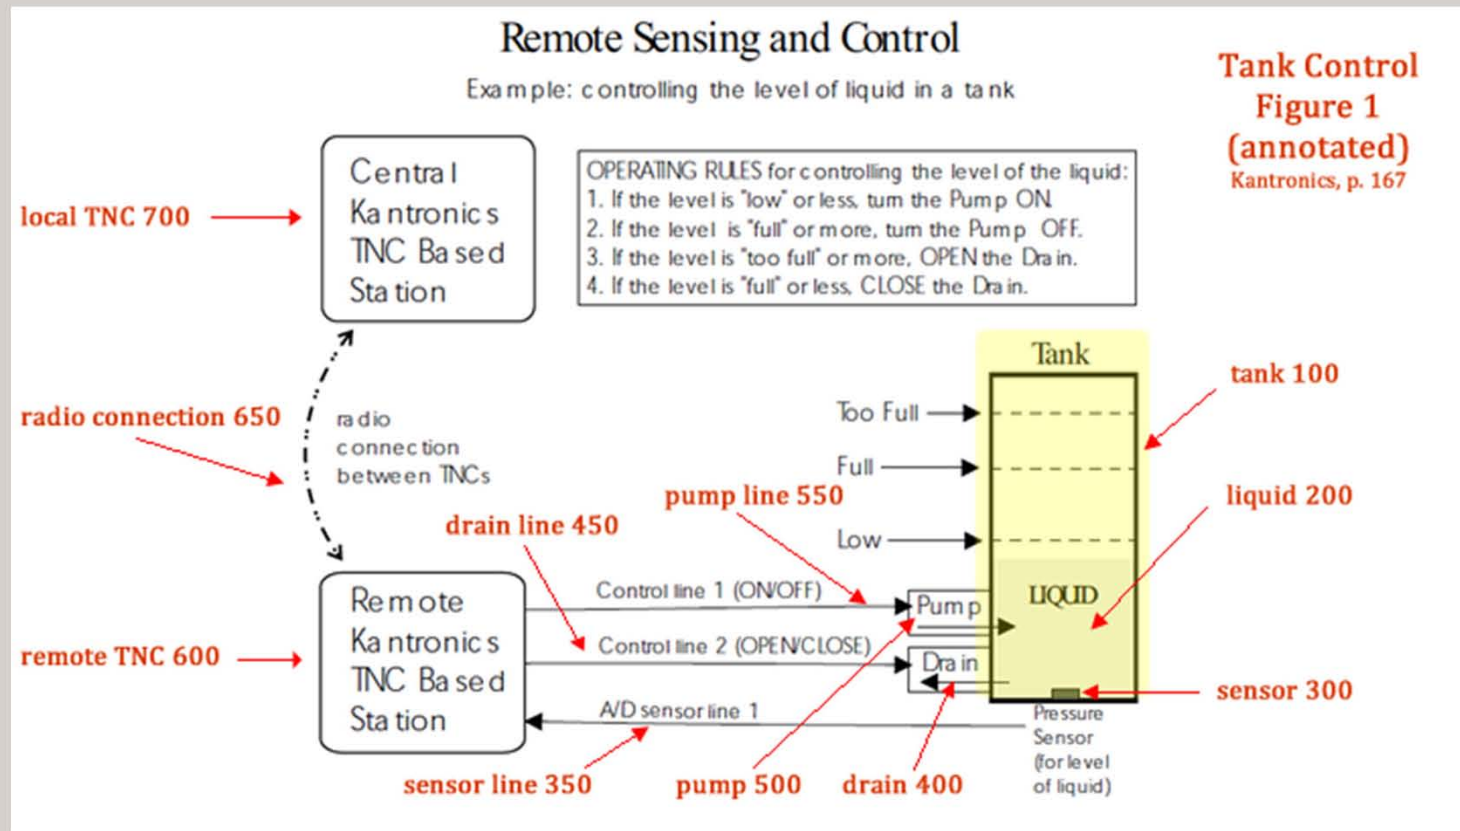 Remote Sensing and Control
Example: controlling the level of liquid in a tank
Tank Control
Figure 1
(annotated)
Kantronics, p. 167
local TNC 700
Central
Kantronics
TNC Based
Station
OPERATING RULES for controlling the level of the liquid:
1. If the level is "low" or less, turn the Pump ON.
2. If the level is "full" or more, turn the Pump OFF.
3. If the level is "too full" or more, OPEN the Drain.
4. If the level is "full" or less, CLOSE the Drain.
radio connection 650
radio
connection
between TNCs
Tank
tank 100
Too Full
Full
Low
liquid 200
pump line 550
drain line 450
LIQUID
Control line 1 (ON/OFF)
Pump
Control line 2 (OPEN/CLOSE)
Drain
remote TNC 600
Remote
Kantronics
TNC Based
Station
A/D sensor line 1
sensor 300
Pressure
Sensor
(for level
of liquid)
sensor line 350
pump 500
drain 400